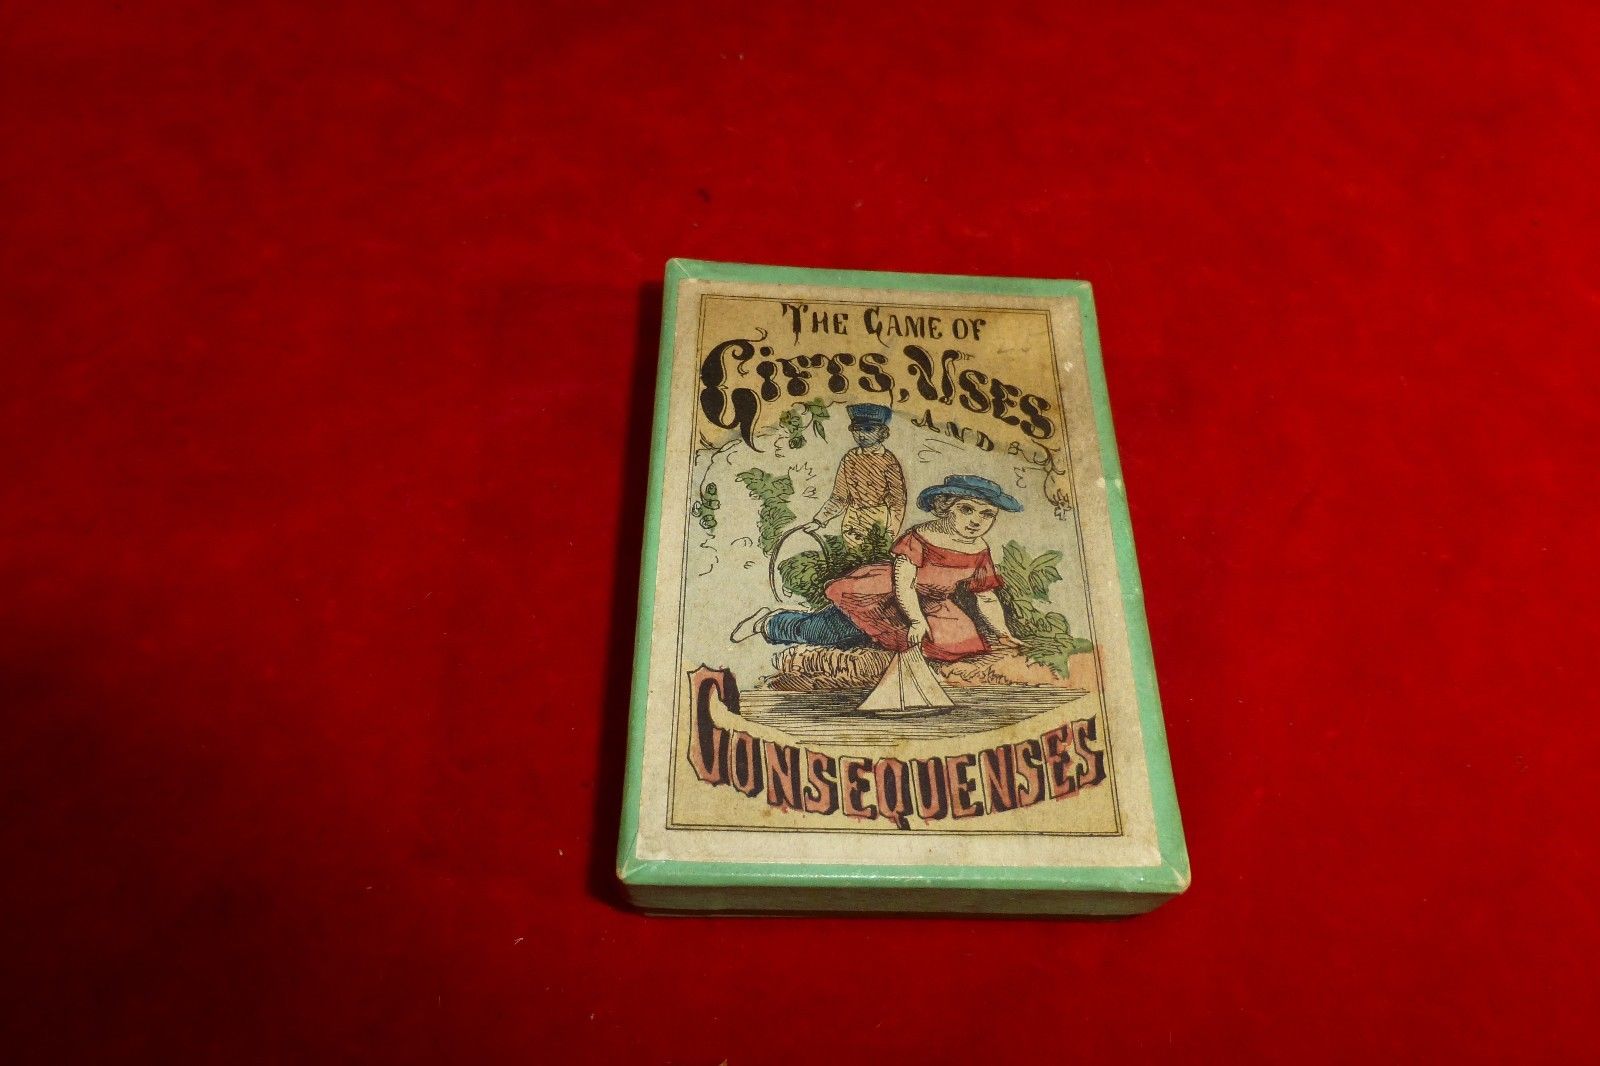 THE GAME OF
GIFTS, USES
AND
CONSEQUENSES